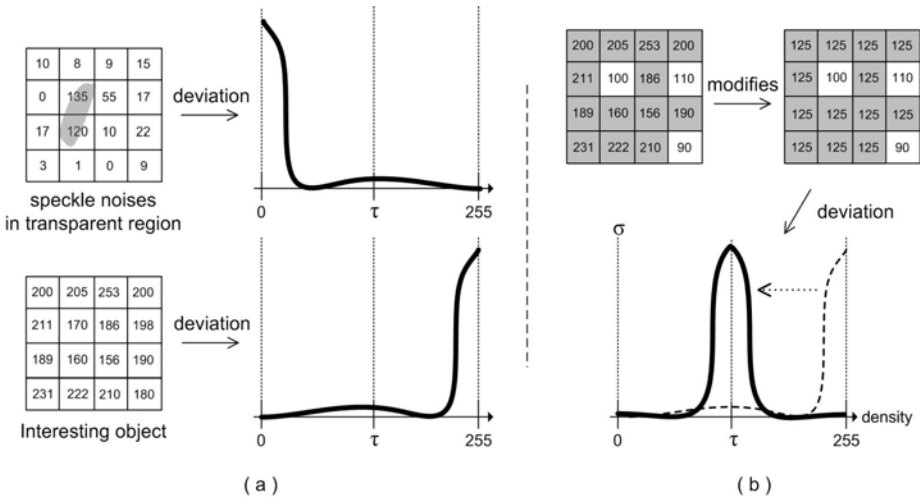 10 8 9 15
0 135 55 17
17 120 10 22
3 1 0 9
speckle noises
in transparent region
deviation
0 τ 255
200 205 253 200
211 170 186 198
189 160 156 190
231 222 210 180
Interesting object
deviation
0 τ 255
( a )
200 205 253 200
211 100 186 110
189 160 156 190
231 222 210 90
modifies
125 125 125 125
125 100 125 110
125 125 125 125
125 125 125 90
deviation
σ
density
0 τ 255
( b )